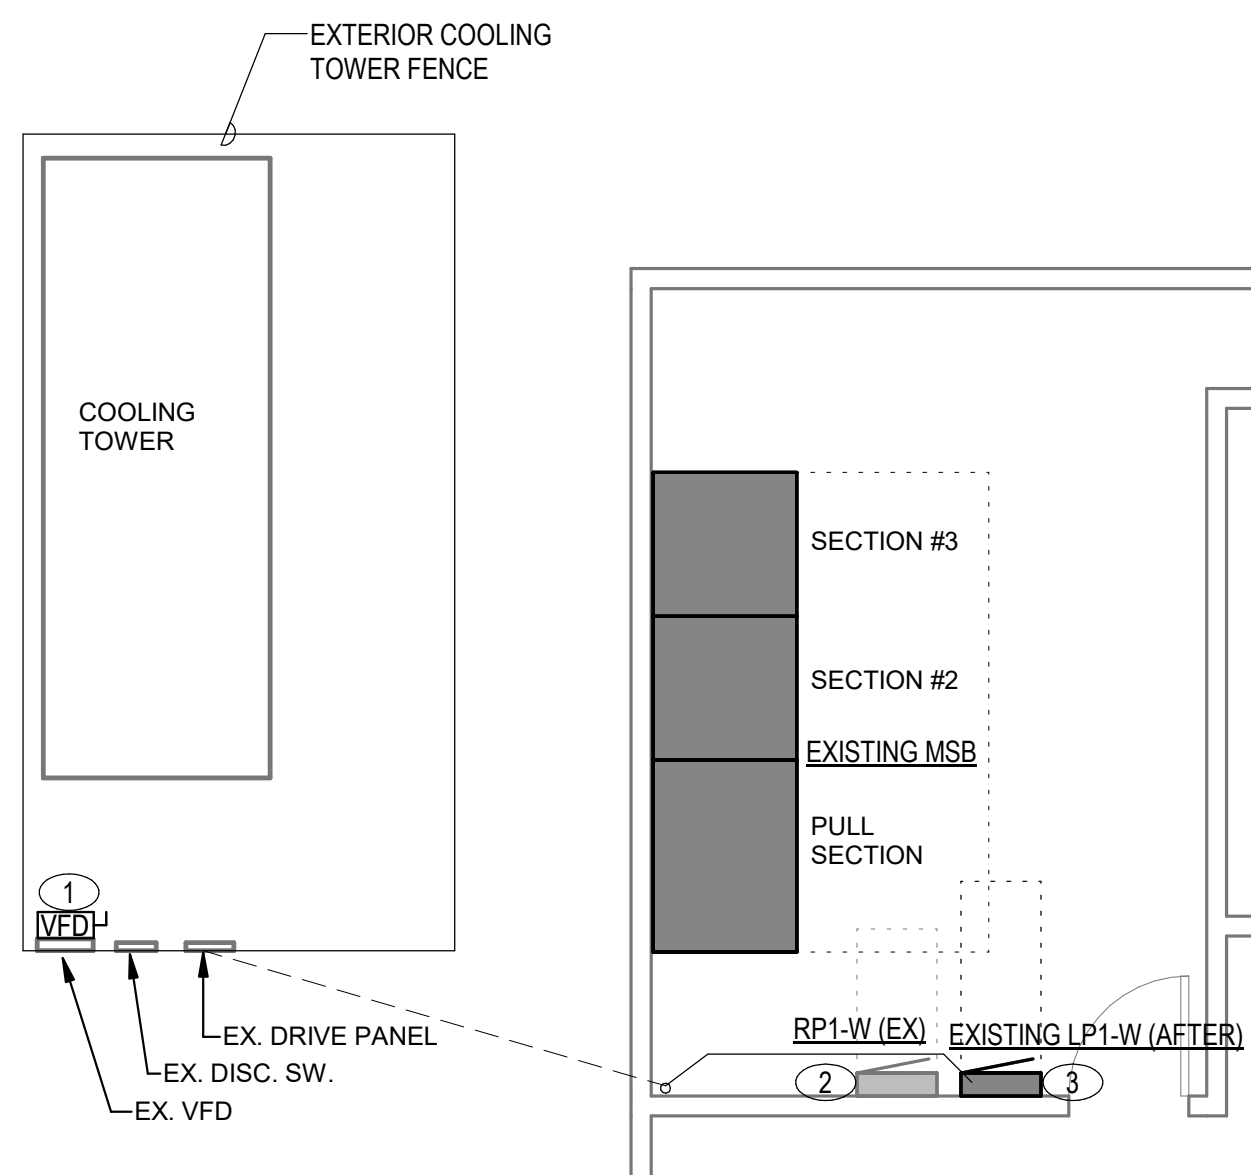 EXTERIOR COOLING
TOWER FENCE
COOLING
TOWER
SECTION #3
SECTION #2
EXISTING MSB
PULL
SECTION
1
VFD
RP1-W (EX)
EXISTING LP1-W (AFTER)
EX. DRIVE PANEL
EX. DISC. SW.
EX. VFD
2
3